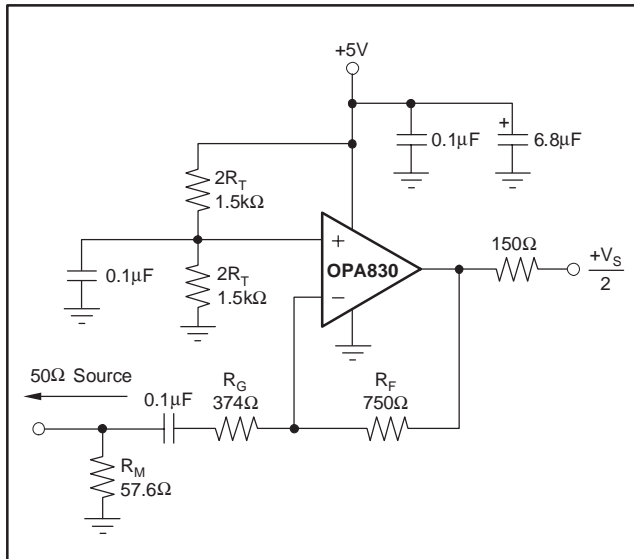 +5V
0.1µF
6.8µF
+
2R_T
1.5kΩ
0.1µF
2R_T
1.5kΩ
+
OPA830
−
150Ω
+V_S
2
50Ω Source
0.1µF
R_G
374Ω
R_F
750Ω
R_M
57.6Ω